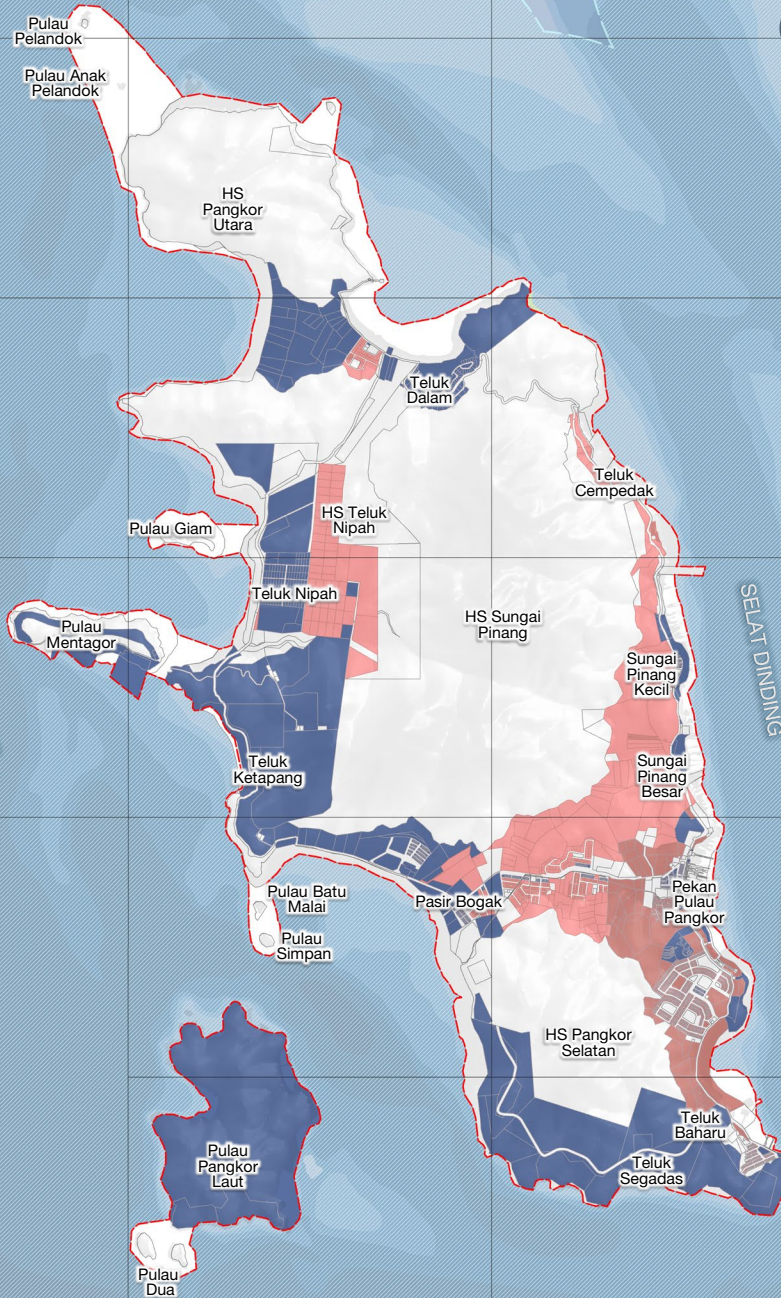 Pulau
Pelandok
Pulau Anak
Pelandok
HS
Pangkor
Utara
Teluk
Dalam
Teluk
Cempedak
HS Teluk
Nipah
Pulau Giam
Teluk Nipah
Pulau
Mentagor
HS Sungai
Pinang
SELAT DINDING
Sungai
Pinang
Kecil
Teluk
Ketapang
Sungai
Pinang
Besar
Pulau Batu
Malai
Pasir Bogak
Pekan
Pulau
Pangkor
Pulau
Simpan
HS Pangkor
Selatan
Teluk
Baharu
Pulau
Pangkor
Laut
Teluk
Segadas
Pulau
Dua